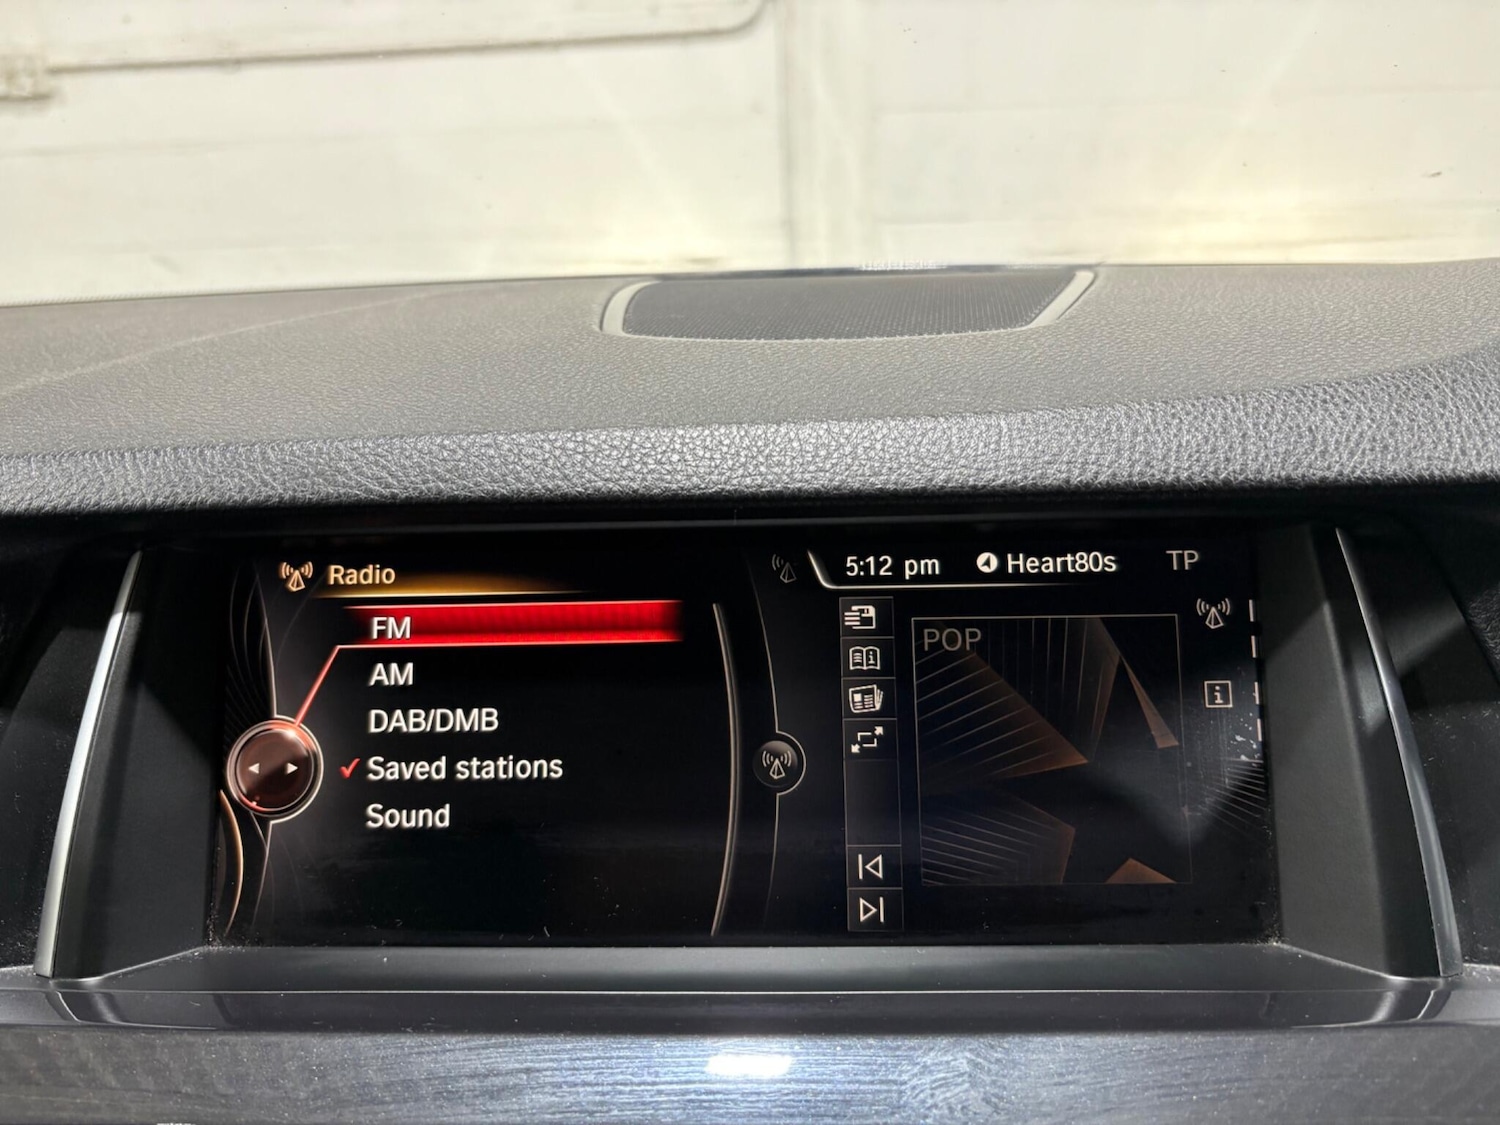 Radio
FM
AM
DAB/DMB
Saved stations
Sound
5:12 pm Heart80s TP
POP